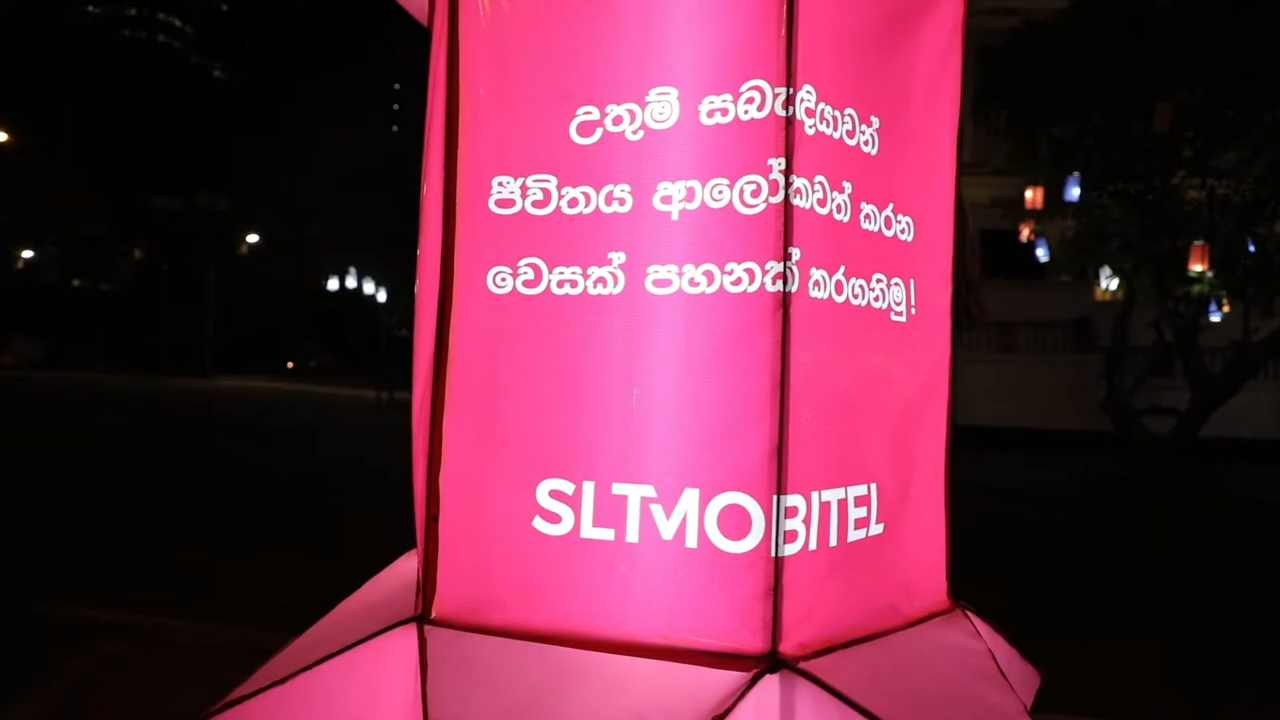 උතුම් සබැඳියාවන්
ජීවිතය ආලෝකවත් කරන
වෙසක් පහනක් කරගනිමු!
SLTMOBITEL